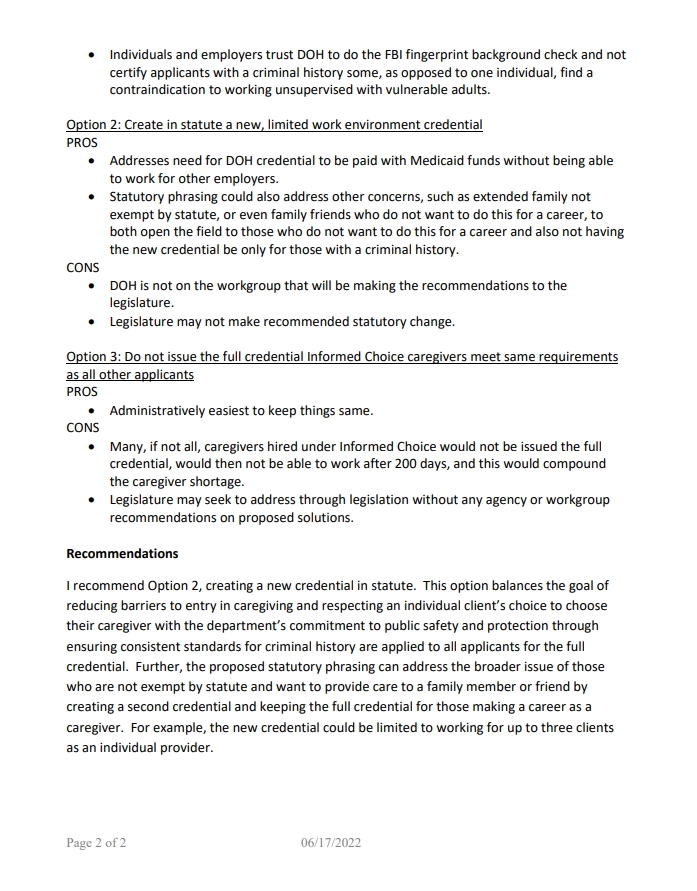 • Individuals and employers trust DOH to do the FBI fingerprint background check and not
certify applicants with a criminal history some, as opposed to one individual, find a
contraindication to working unsupervised with vulnerable adults.
Option 2: Create in statute a new, limited work environment credential
PROS
• Addresses need for DOH credential to be paid with Medicaid funds without being able
to work for other employers.
• Statutory phrasing could also address other concerns, such as extended family not
exempt by statute, or even family friends who do not want to do this for a career, to
both open the field to those who do not want to do this for a career and also not having
the new credential be only for those with a criminal history.
CONS
• DOH is not on the workgroup that will be making the recommendations to the
legislature.
• Legislature may not make recommended statutory change.
Option 3: Do not issue the full credential Informed Choice caregivers meet same requirements
as all other applicants
PROS
• Administratively easiest to keep things same.
CONS
• Many, if not all, caregivers hired under Informed Choice would not be issued the full
credential, would then not be able to work after 200 days, and this would compound
the caregiver shortage.
• Legislature may seek to address through legislation without any agency or workgroup
recommendations on proposed solutions.
Recommendations
I recommend Option 2, creating a new credential in statute.  This option balances the goal of
reducing barriers to entry in caregiving and respecting an individual client’s choice to choose
their caregiver with the department’s commitment to public safety and protection through
ensuring consistent standards for criminal history are applied to all applicants for the full
credential.  Further, the proposed statutory phrasing can address the broader issue of those
who are not exempt by statute and want to provide care to a family member or friend by
creating a second credential and keeping the full credential for those making a career as a
caregiver.  For example, the new credential could be limited to working for up to three clients
as an individual provider.
Page 2 of 2 06/17/2022